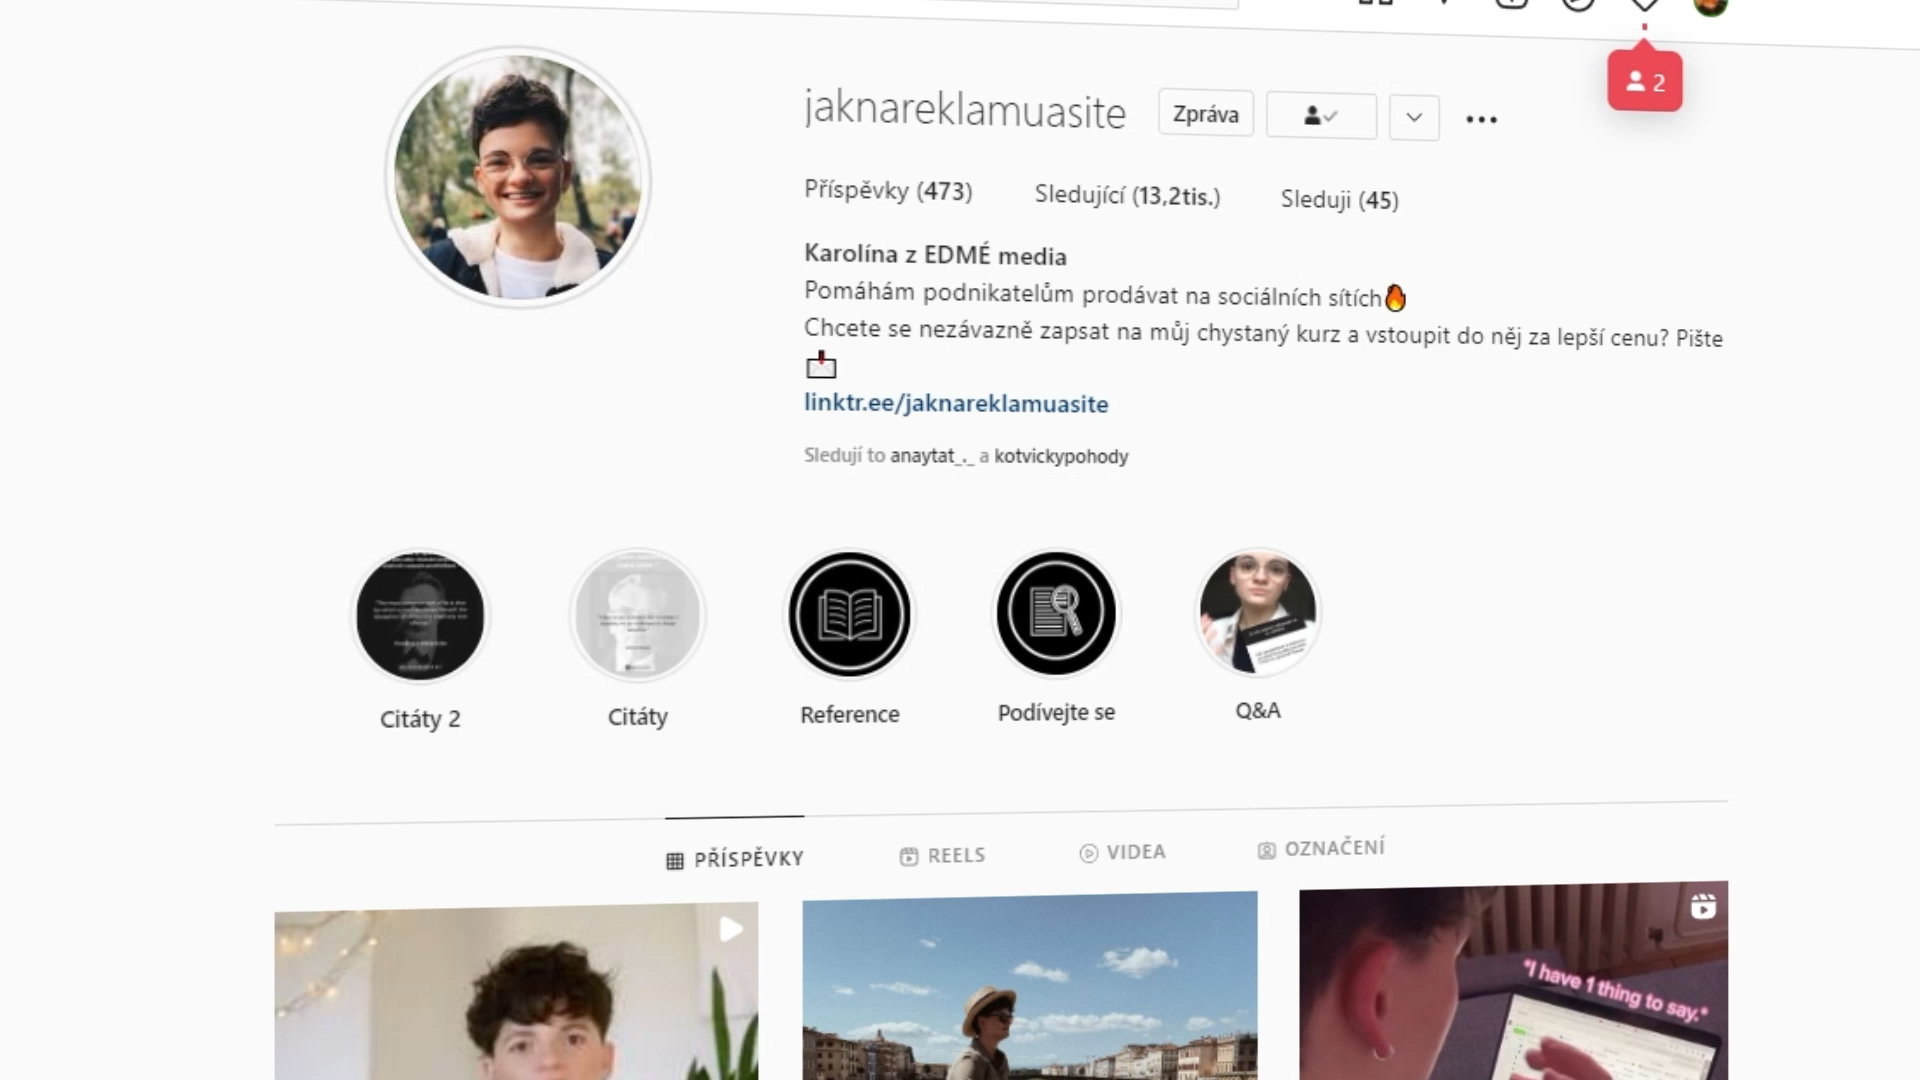 2
jaknareklamuasite
Zpráva
Příspěvky (473) Sledující (13,2tis.) Sleduji (45)
Karolína z EDMÉ media
Pomáhám podnikatelům prodávat na sociálních sítích🔥
Chcete se nezávazně zapsat na můj chystaný kurz a vstoupit do něj za lepší cenu? Pište
📩
linktr.ee/jaknareklamuasite
Sledují to anaytat_._ a kotvickypohody
Citáty 2
Citáty
Reference
Podívejte se
Q&A
PŘÍSPĚVKY
REELS
VIDEA
OZNAČENÍ
*I have 1 thing to say.*